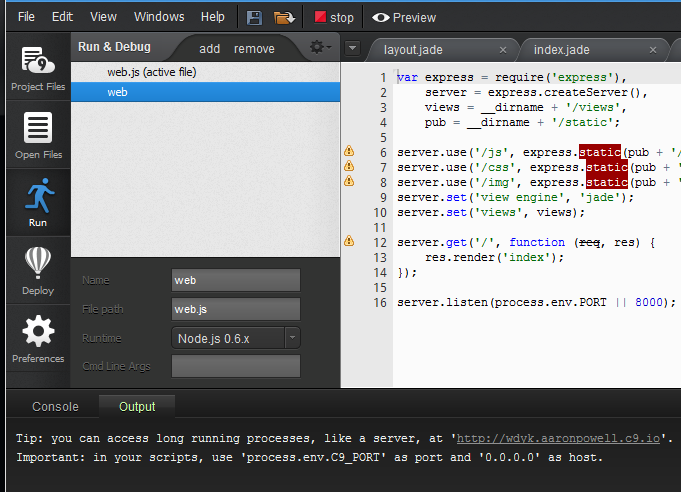 File Edit Windows Help stop Preview
Project Files
Open Files
Run
Deploy
Preferences
Run & Debug add remove
web.js (active file)
web
Name web
File path web.js
Runtime Node.js 0.6.x
Cmd Line Args
layout.jade × index.jade ×
1 var express = require('express'),
2 server = express.createServer(),
3 views = __dirname + '/views',
4 pub = __dirname + '/static';
5
6 server.use('/js', express.static(pub + '/
7 server.use('/css', express.static(pub + '
8 server.use('/img', express.static(pub + '
9 server.set('view engine', 'jade');
10 server.set('views', views);
11
12 server.get('/', function (req, res) {
13 res.render('index');
14 });
15
16 server.listen(process.env.PORT || 8000);
Console Output
Tip: you can access long running processes, like a server, at 'http://wdyk.aaronpowell.c9.io'.
Important: in your scripts, use 'process.env.C9_PORT' as port and '0.0.0.0' as host.